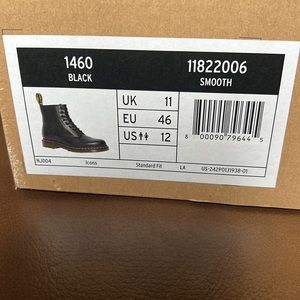 1460
BLACK
11822006
SMOOTH
UK 11
EU 46
US 12
8 00090 79644 5
NJ004 Icons Standard Fit LA US-242P0131938-01